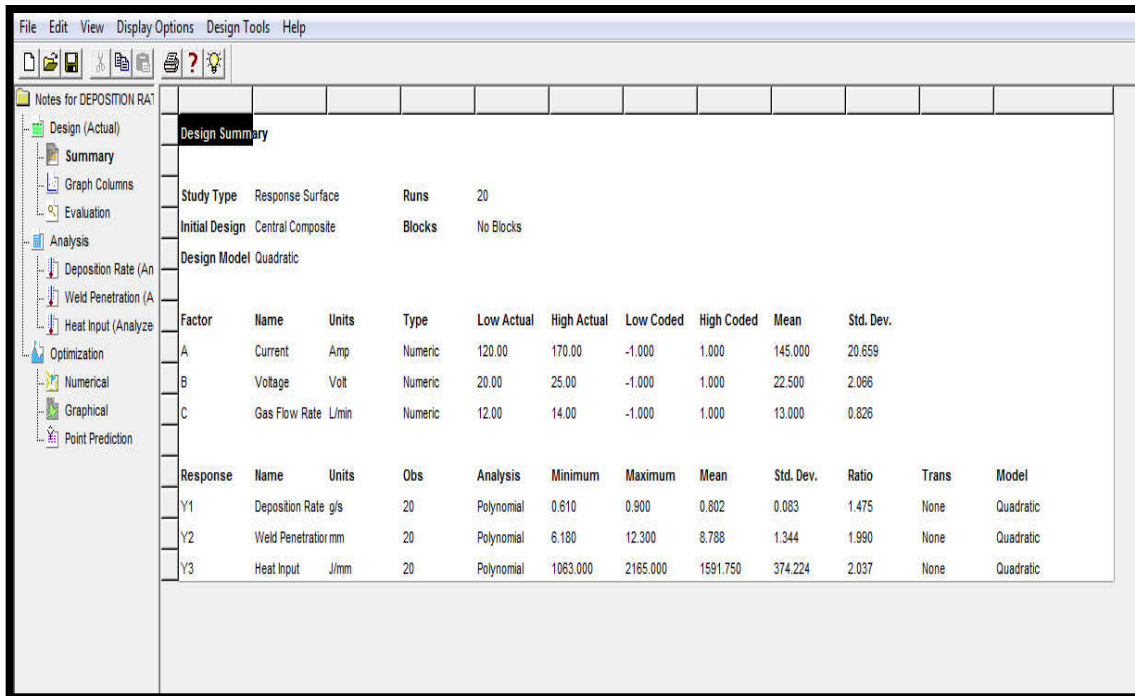 File Edit View Display Options Design Tools Help
Notes for DEPOSITION RAT
Design (Actual)
Summary
Graph Columns
Evaluation
Analysis
Deposition Rate (An
Weld Penetration (A
Heat Input (Analyze
Optimization
Numerical
Graphical
Point Prediction
Design Summary
Study Type Response Surface Runs 20
Initial Design Central Composite Blocks No Blocks
Design Model Quadratic
Factor Name Units Type Low Actual High Actual Low Coded High Coded Mean Std. Dev.
A Current Amp Numeric 120.00 170.00 -1.000 1.000 145.000 20.659
B Voltage Volt Numeric 20.00 25.00 -1.000 1.000 22.500 2.066
C Gas Flow Rate L/min Numeric 12.00 14.00 -1.000 1.000 13.000 0.826
Response Name Units Obs Analysis Minimum Maximum Mean Std. Dev. Ratio Trans Model
Y1 Deposition Rate g/s 20 Polynomial 0.610 0.900 0.802 0.083 1.475 None Quadratic
Y2 Weld Penetration mm 20 Polynomial 6.180 12.300 8.788 1.344 1.990 None Quadratic
Y3 Heat Input J/mm 20 Polynomial 1063.000 2165.000 1591.750 374.224 2.037 None Quadratic